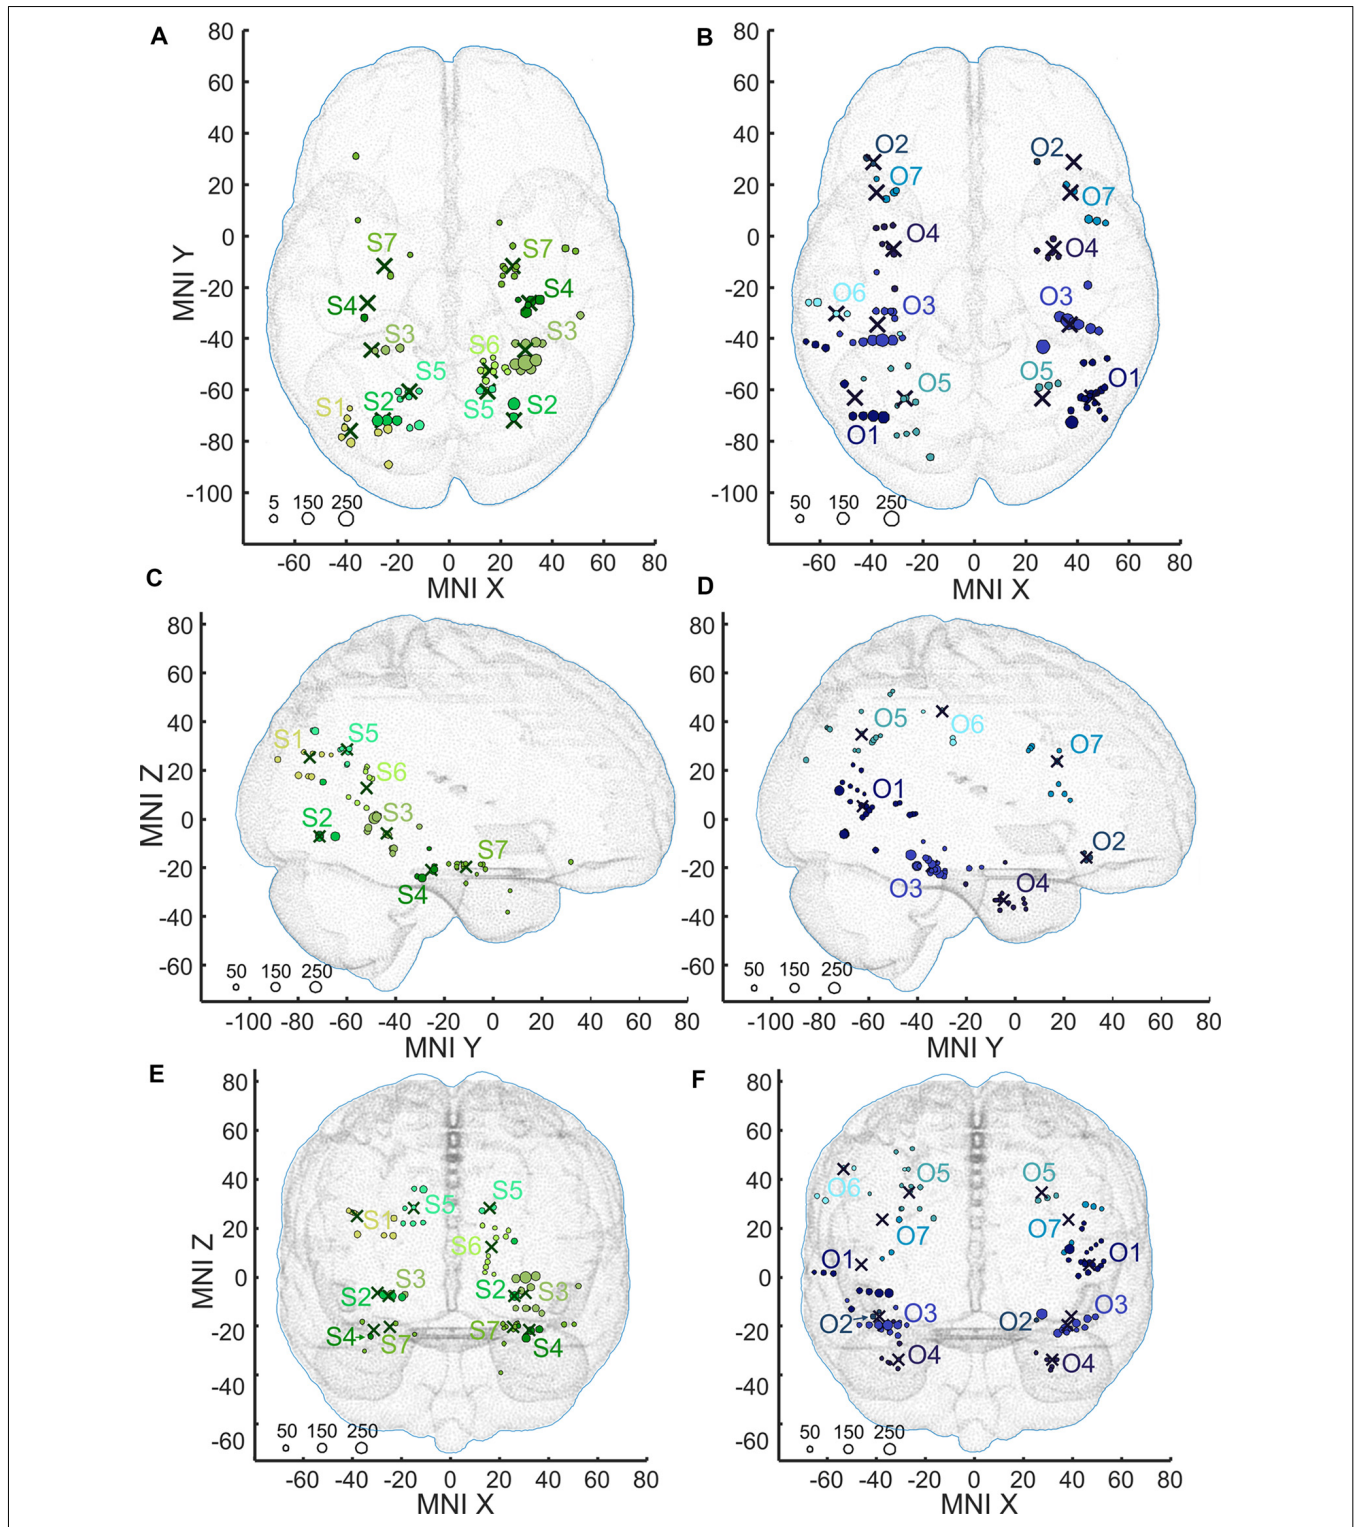 A
80
60
40
20
0
-20
-40
-60
-80
-100
MNI Y
S7
S7
S4
S4
S3
S3
S6
S5
S5
S2
S2
S1
5 150 250
-60 -40 -20 0 20 40 60 80
MNI X
B
80
60
40
20
0
-20
-40
-60
-80
-100
O2
O2
O7
O7
O4
O4
O6
O3
O3
O5
O5
O1
O1
50 150 250
-60 -40 -20 0 20 40 60 80
MNI X
C
80
60
40
20
0
-20
-40
-60
MNI Z
S1
S5
S6
S2
S3
S7
S4
50 150 250
-100 -80 -60 -40 -20 0 20 40 60 80
MNI Y
D
80
60
40
20
0
-20
-40
-60
O5
O6
O7
O1
O2
O3
O4
50 150 250
-100 -80 -60 -40 -20 0 20 40 60 80
MNI Y
E
80
60
40
20
0
-20
-40
-60
MNI Z
S5
S5
S1
S6
S3
S2
S2
S3
S4
S7
S7
S4
50 150 250
-60 -40 -20 0 20 40 60 80
MNI X
F
80
60
40
20
0
-20
-40
-60
O5
O5
O6
O7
O7
O1
O1
O2
O3
O2
O3
O4
O4
50 150 250
-60 -40 -20 0 20 40 60 80
MNI X